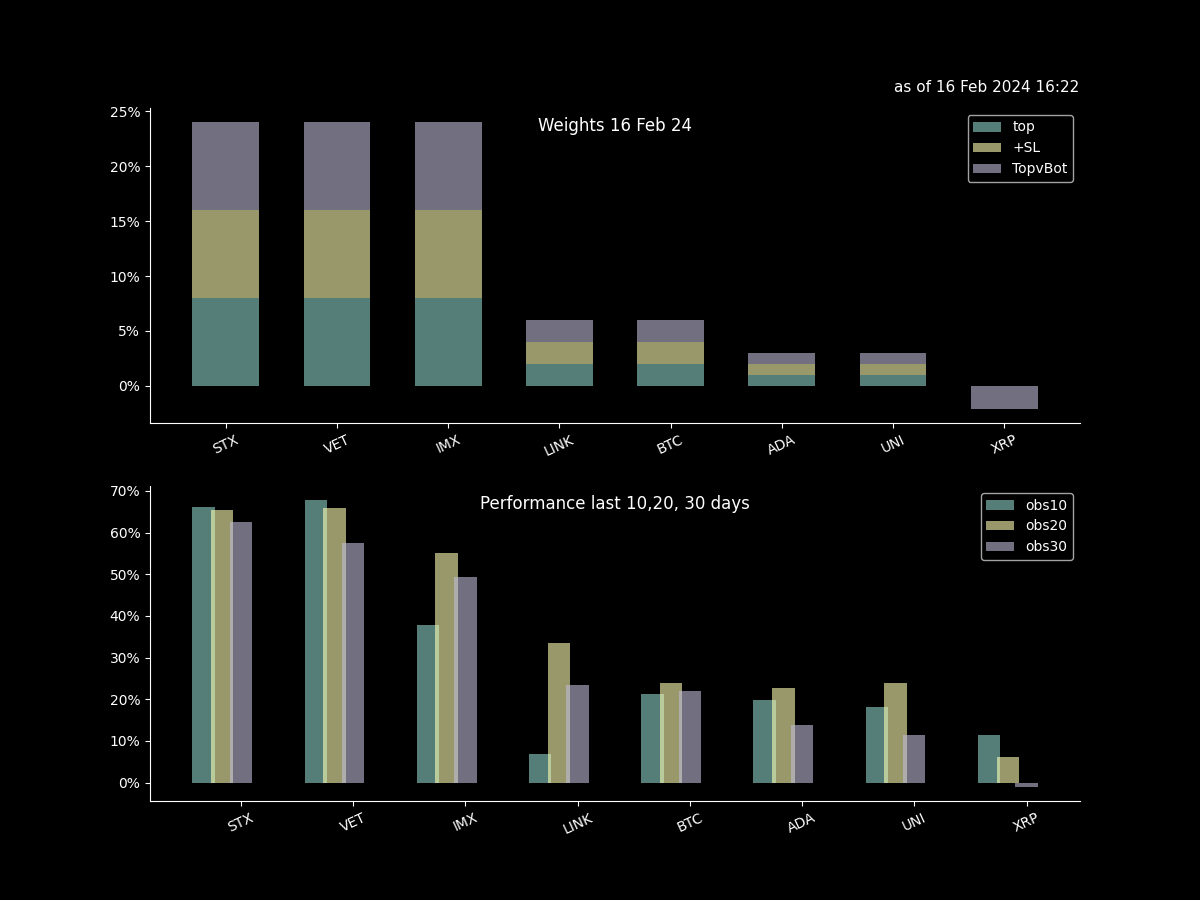 as of 16 Feb 2024 16:22
Weights 16 Feb 24
top
+SL
TopvBot
25%
20%
15%
10%
5%
0%
STX VET IMX LINK BTC ADA UNI XRP
Performance last 10,20, 30 days
obs10
obs20
obs30
70%
60%
50%
40%
30%
20%
10%
0%
STX VET IMX LINK BTC ADA UNI XRP